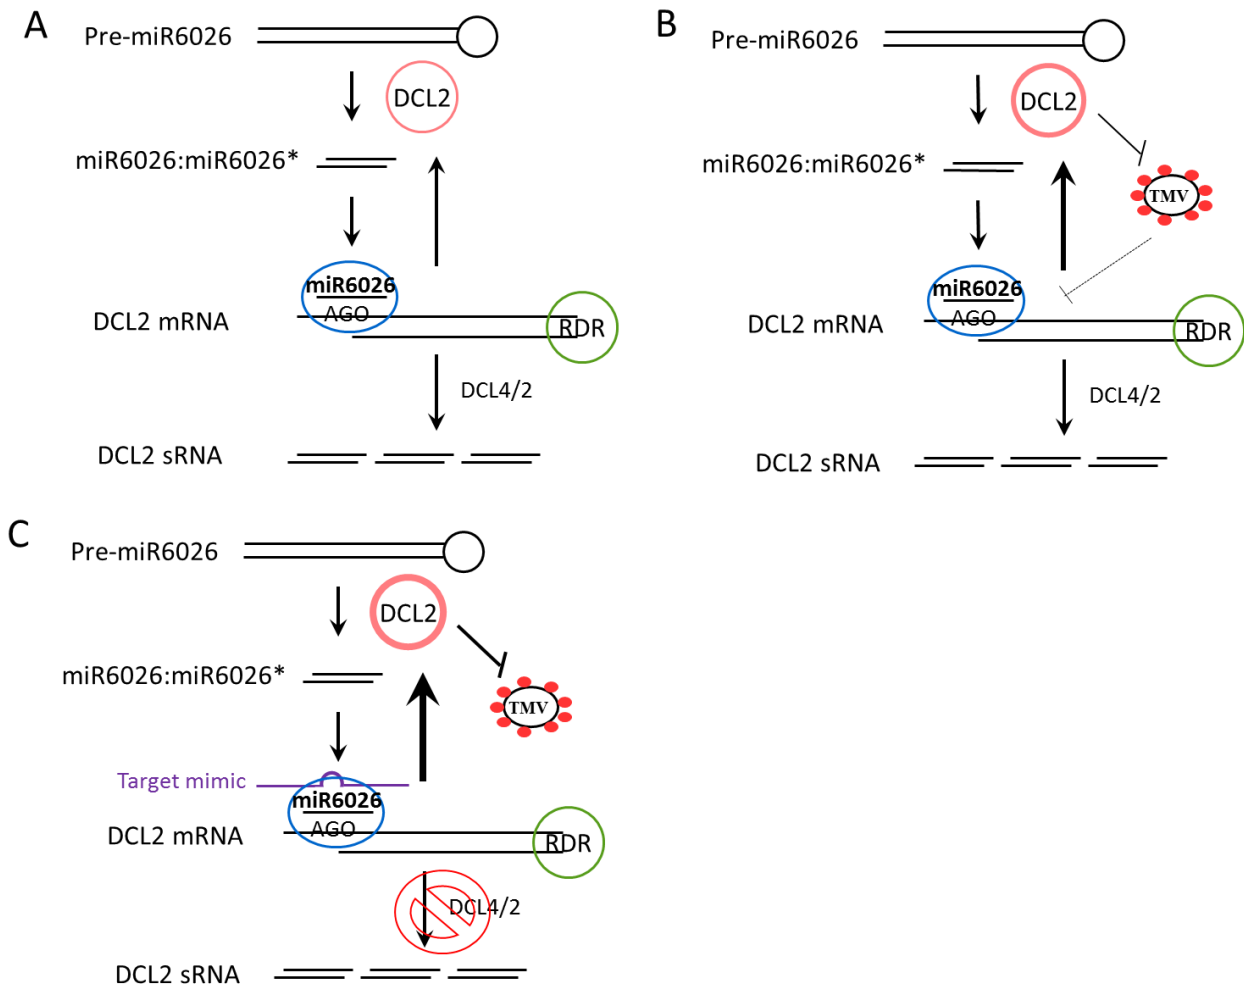 A
Pre-miR6026
DCL2
miR6026:miR6026*
miR6026
AGO
DCL2 mRNA
RDR
DCL4/2
DCL2 sRNA
B
Pre-miR6026
DCL2
miR6026:miR6026*
TMV
miR6026
AGO
DCL2 mRNA
RDR
DCL4/2
DCL2 sRNA
C
Pre-miR6026
DCL2
miR6026:miR6026*
TMV
Target mimic
miR6026
AGO
DCL2 mRNA
RDR
DCL4/2
DCL2 sRNA